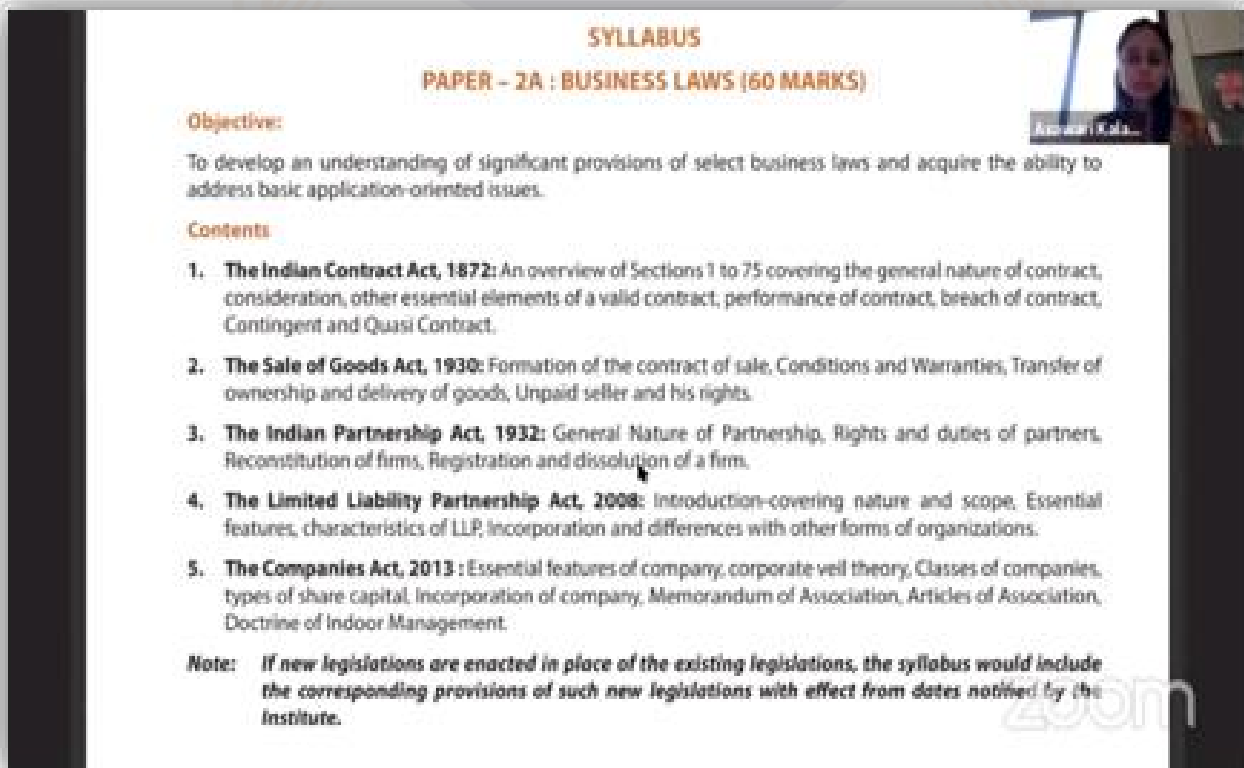 SYLLABUS
PAPER – 2A : BUSINESS LAWS (60 MARKS)
Objective:
To develop an understanding of significant provisions of select business laws and acquire the ability to
address basic application-oriented issues.
Contents
1. The Indian Contract Act, 1872: An overview of Sections 1 to 75 covering the general nature of contract,
consideration, other essential elements of a valid contract, performance of contract, breach of contract,
Contingent and Quasi Contract.
2. The Sale of Goods Act, 1930: Formation of the contract of sale, Conditions and Warranties, Transfer of
ownership and delivery of goods, Unpaid seller and his rights.
3. The Indian Partnership Act, 1932: General Nature of Partnership, Rights and duties of partners,
Reconstitution of firms, Registration and dissolution of a firm.
4. The Limited Liability Partnership Act, 2008: Introduction-covering nature and scope, Essential
features, characteristics of LLP, Incorporation and differences with other forms of organizations.
5. The Companies Act, 2013 : Essential features of company, corporate veil theory, Classes of companies,
types of share capital, Incorporation of company, Memorandum of Association, Articles of Association,
Doctrine of Indoor Management.
Note: If new legislations are enacted in place of the existing legislations, the syllabus would include
the corresponding provisions of such new legislations with effect from dates notified by the
Institute.
zoom